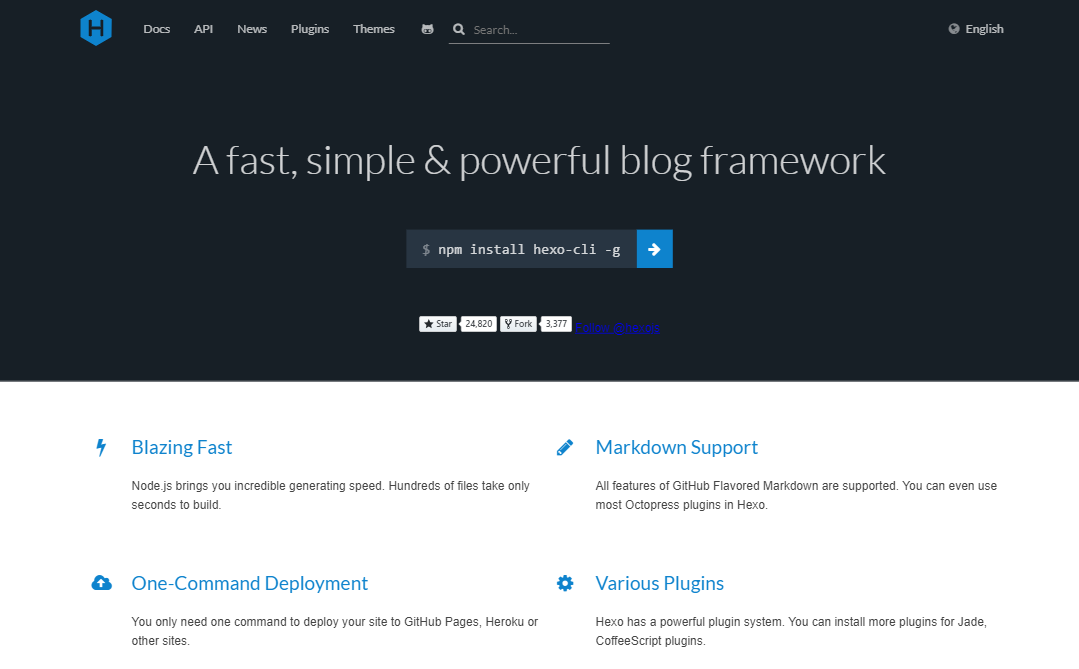 H
Docs API News Plugins Themes Search... English
A fast, simple & powerful blog framework
$ npm install hexo-cli -g
Star 24,820 Fork 3,377
Blazing Fast
Node.js brings you incredible generating speed. Hundreds of files take only
seconds to build.
Markdown Support
All features of GitHub Flavored Markdown are supported. You can even use
most Octopress plugins in Hexo.
One-Command Deployment
You only need one command to deploy your site to GitHub Pages, Heroku or
other sites.
Various Plugins
Hexo has a powerful plugin system. You can install more plugins for Jade,
CoffeeScript plugins.